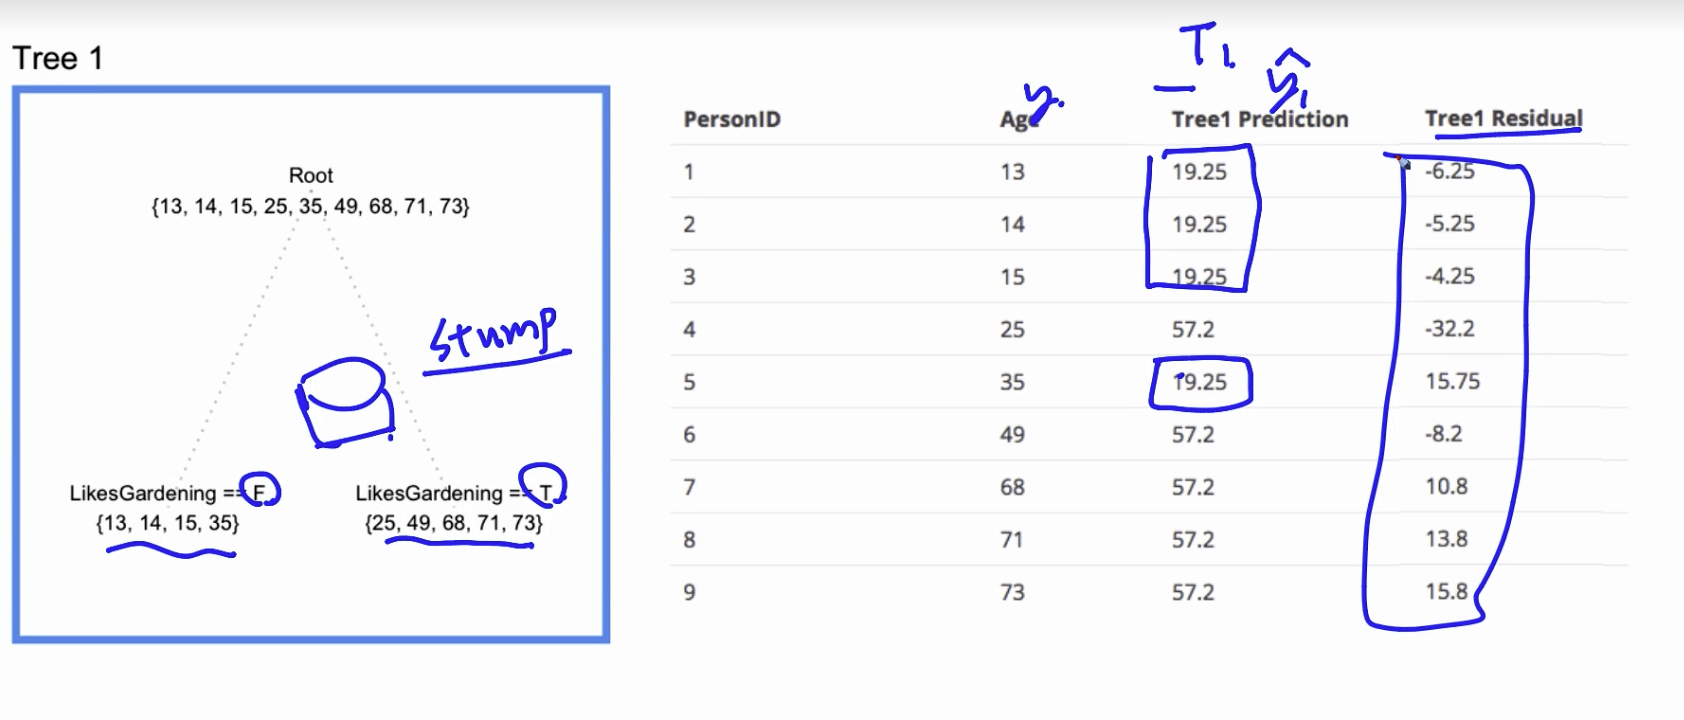 Tree 1
Root
{13, 14, 15, 25, 35, 49, 68, 71, 73}
stump
LikesGardening == F
{13, 14, 15, 35}
LikesGardening == T
{25, 49, 68, 71, 73}
T1.
y. ŷ1
PersonID Age Tree1 Prediction Tree1 Residual
1 13 19.25 -6.25
2 14 19.25 -5.25
3 15 19.25 -4.25
4 25 57.2 -32.2
5 35 19.25 15.75
6 49 57.2 -8.2
7 68 57.2 10.8
8 71 57.2 13.8
9 73 57.2 15.8